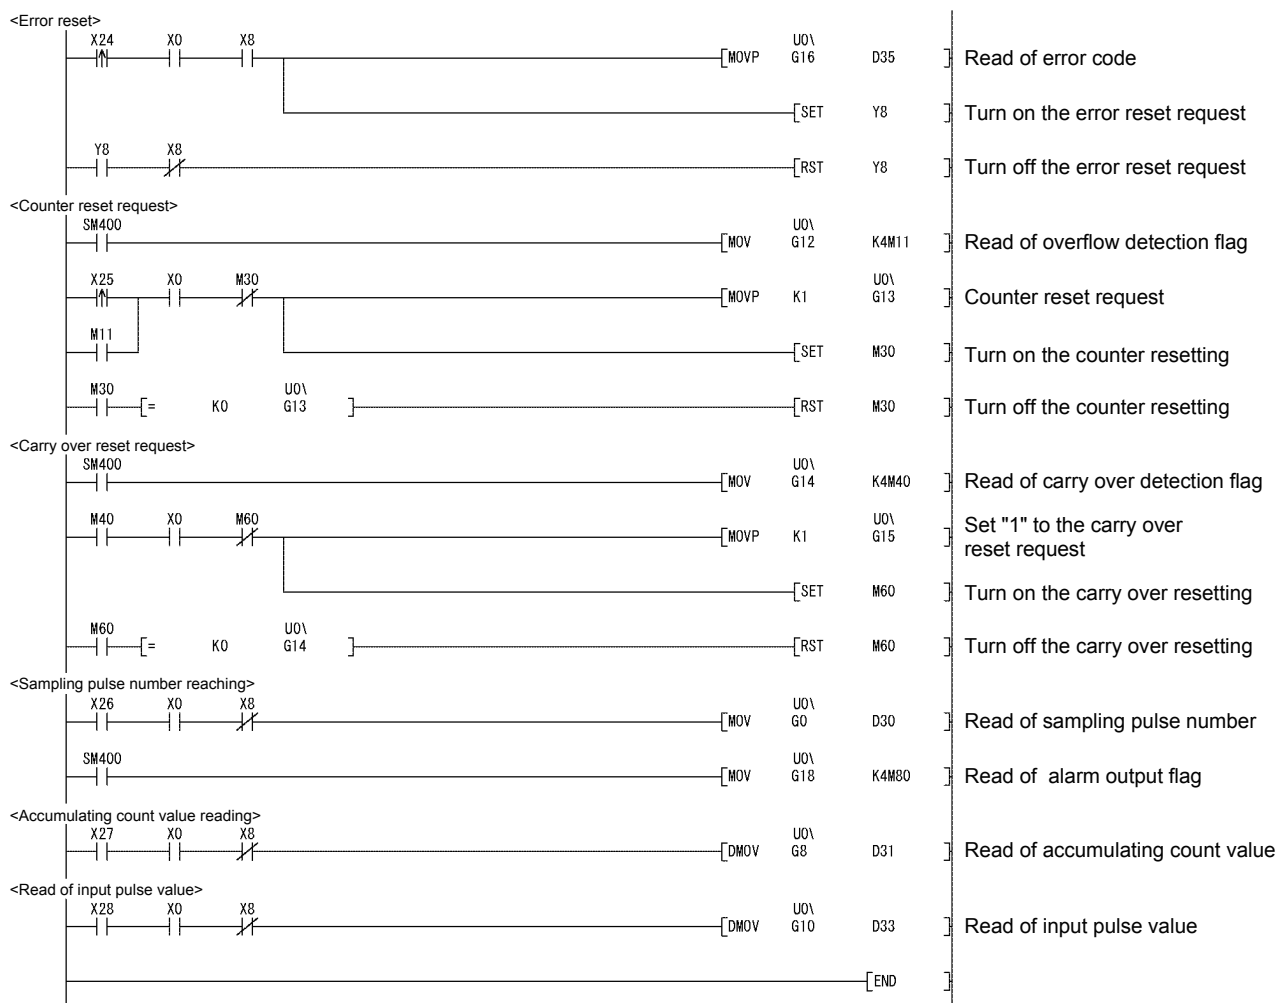 <Error reset>
X24 X0 X8 U0\
MOVP G16 D35 Read of error code
SET Y8 Turn on the error reset request
Y8 X8
RST Y8 Turn off the error reset request
<Counter reset request>
SM400 U0\
MOV G12 K4M11 Read of overflow detection flag
X25 X0 M30 U0\
MOVP K1 G13 Counter reset request
M11
SET M30 Turn on the counter resetting
M30 U0\
= K0 G13 RST M30 Turn off the counter resetting
<Carry over reset request>
SM400 U0\
MOV G14 K4M40 Read of carry over detection flag
M40 X0 M60 U0\
MOVP K1 G15 Set "1" to the carry over
reset request
SET M60 Turn on the carry over resetting
M60 U0\
= K0 G14 RST M60 Turn off the carry over resetting
<Sampling pulse number reaching>
X26 X0 X8 U0\
MOV G0 D30 Read of sampling pulse number
SM400 U0\
MOV G18 K4M80 Read of alarm output flag
<Accumulating count value reading>
X27 X0 X8 U0\
DMOV G8 D31 Read of accumulating count value
<Read of input pulse value>
X28 X0 X8 U0\
DMOV G10 D33 Read of input pulse value
END